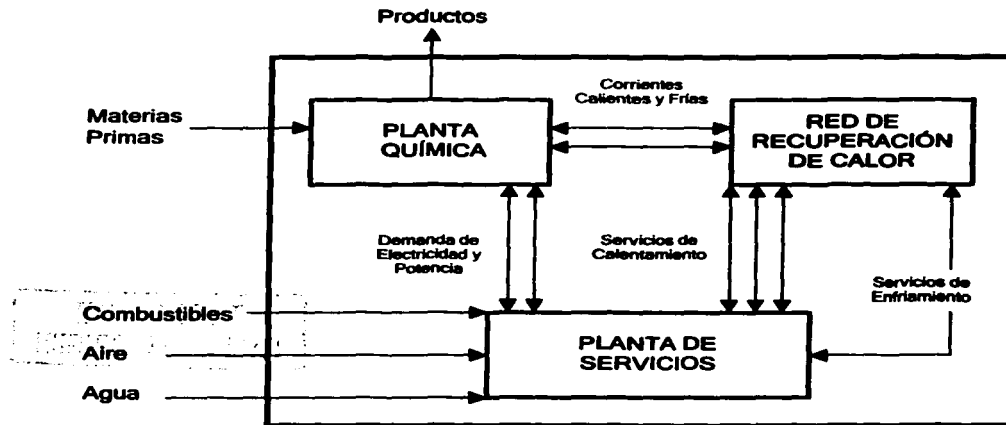 Productos
Corrientes
Calientes y Frías
Materias
Primas
PLANTA
QUÍMICA
RED DE
RECUPERACIÓN
DE CALOR
Demanda de
Electricidad y
Potencia
Servicios de
Calentamiento
Servicios de
Enfriamiento
Combustibles
Aire
Agua
PLANTA DE
SERVICIOS